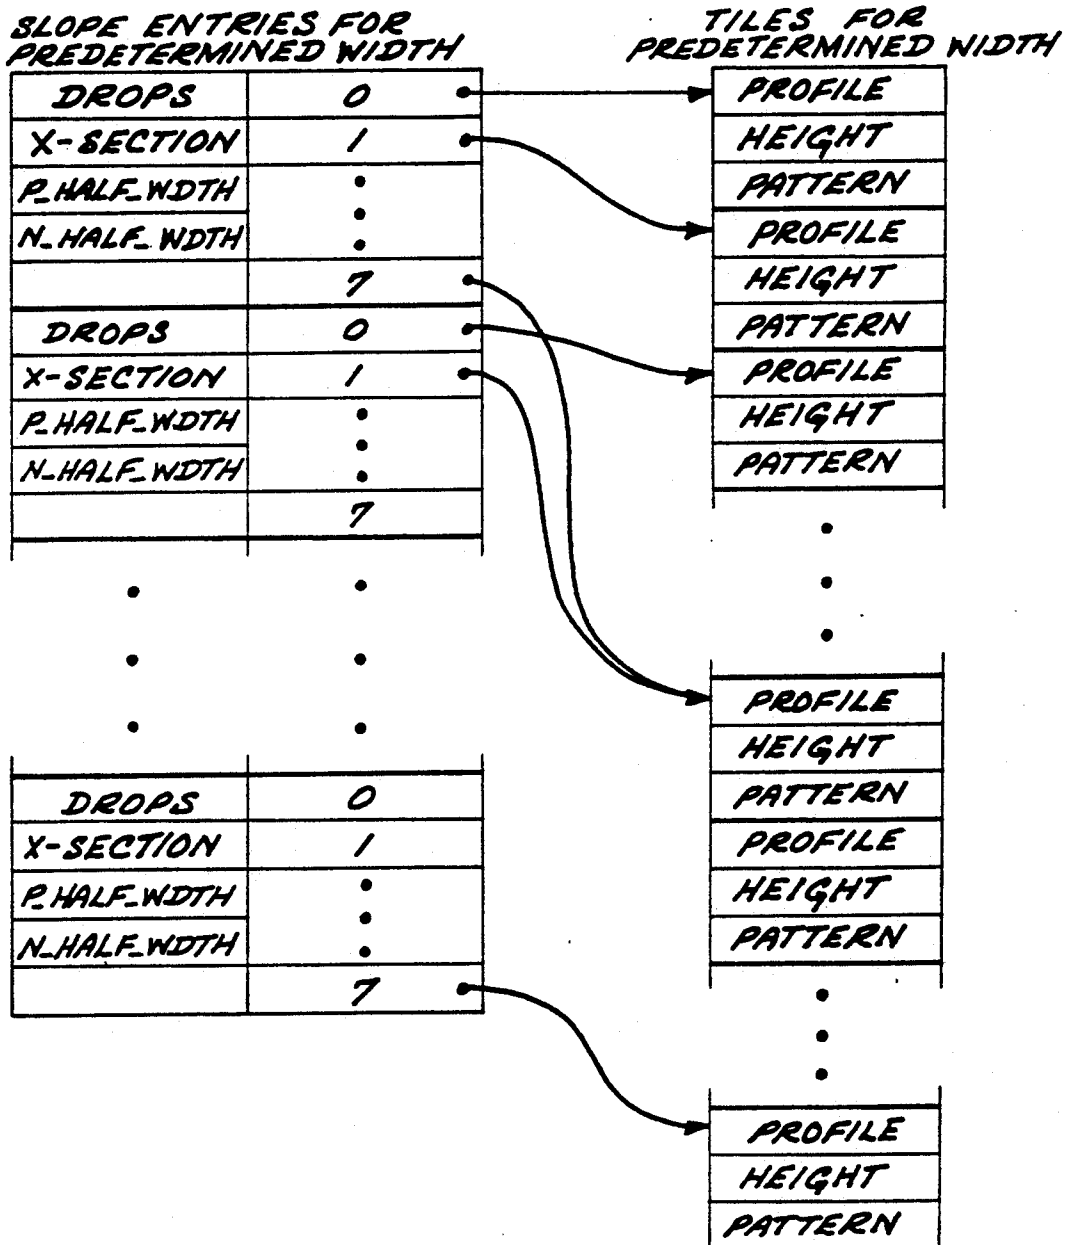 SLOPE ENTRIES FOR
PREDETERMINED WIDTH
DROPS 0
X-SECTION 1
P_HALF_WDTH
N_HALF_WDTH
7
DROPS 0
X-SECTION 1
P_HALF_WDTH
N_HALF_WDTH
7
DROPS 0
X-SECTION 1
P_HALF_WDTH
N_HALF_WDTH
7
TILES FOR
PREDETERMINED WIDTH
PROFILE
HEIGHT
PATTERN
PROFILE
HEIGHT
PATTERN
PROFILE
HEIGHT
PATTERN
PROFILE
HEIGHT
PATTERN
PROFILE
HEIGHT
PATTERN
PROFILE
HEIGHT
PATTERN